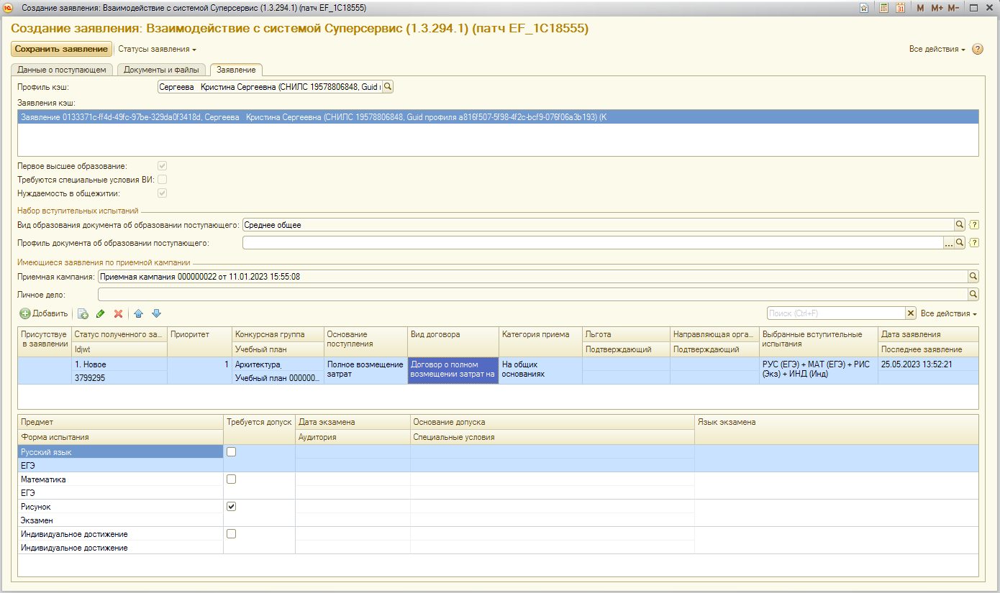 Создание заявления: Взаимодействие с системой Суперсервис (1.3.294.1) (патч EF_1C18555)
M M+ M-
Создание заявления: Взаимодействие с системой Суперсервис (1.3.294.1) (патч EF_1C18555)
Сохранить заявление Статусы заявления Все действия ?
Данные о поступающем Документы и файлы Заявление
Профиль кэш: Сергеева Кристина Сергеевна (СНИЛС 19578806848, Guid
Заявления кэш:
Заявление 0133371c-ff4d-49fc-97be-329da0f3418d, Сергеева Кристина Сергеевна (СНИЛС 19578806848, Guid профиля a816f507-5f98-4f2c-bcf9-076f06a3b193) (К
Первое высшее образование:
Требуются специальные условия ВИ:
Нуждаемость в общежитии:
Набор вступительных испытаний
Вид образования документа об образовании поступающего: Среднее общее ?
Профиль документа об образовании поступающего: ... ?
Имеющиеся заявления по приемной кампании
Приемная кампания: Приемная кампания 000000022 от 11.01.2023 15:55:08
Личное дело:
Добавить Поиск (Ctrl+F) Все действия
Присутствуе Статус полученного за... Приоритет Конкурсная группа Основание Вид договора Категория приема Льгота Направляющая орга... Выбранные вступительные Дата заявления
в заявлении Idjwt Учебный план поступления Подтверждающий Подтверждающий испытания Последнее заявление
1. Новое 1 Архитектура, Полное возмещение Договор о полном На общих РУС (ЕГЭ) + МАТ (ЕГЭ) + РИС 25.05.2023 13:52:21
3799295 Учебный план 000000... затрат возмещении затрат на основаниях (Экз) + ИНД (Инд)
Предмет Требуется допуск Дата экзамена Основание допуска Язык экзамена
Форма испытания Аудитория Специальные условия
Русский язык
ЕГЭ
Математика
ЕГЭ
Рисунок
Экзамен
Индивидуальное достижение
Индивидуальное достижение